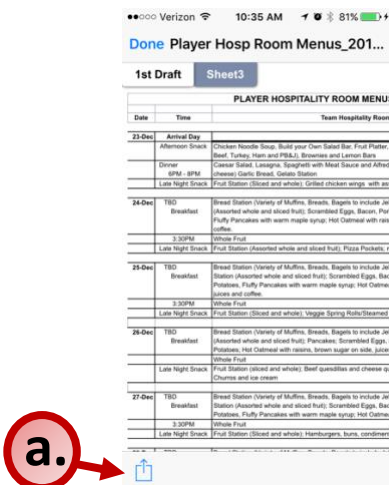 Verizon 10:35 AM 81%
Done Player Hosp Room Menus_201...
1st Draft Sheet3
PLAYER HOSPITALITY ROOM MENUS
Date Time Team Hospitality Room
23-Dec Arrival Day
Afternoon Snack Chicken Noodle Soup, Build your Own Salad Bar, Fruit Platter,
Beef, Turkey, Ham and PB&J), Brownies and Lemon Bars
Dinner Caesar Salad, Lasagna, Spaghetti with Meat and Alfred
6PM - 8PM cheese) Garlic Bread, Gelato Station
Late Night Snack Fruit Station (Sliced and whole); Grilled chicken wings with as
24-Dec TBD Bread Station (Variety of Muffins, Breads, Bagels to include Je
Breakfast (Assorted whole and sliced fruit); Scrambled Eggs, Bacon, Por
Fluffy Pancakes with warm maple syrup; Hot Oatmeal with rais
coffee.
3:30PM Whole Fruit
Late Night Snack Fruit Station (Assorted whole and sliced fruit); Pizza Pockets;
25-Dec TBD Bread Station (Variety of Muffins, Breads, Bagels to include Je
Breakfast Station (Assorted whole and sliced fruit); Scrambled Eggs, Bac
Potatoes, Fluffy Pancakes with warm maple syrup; Hot Oatme
juices and coffee.
3:30PM Whole Fruit
Late Night Snack Fruit Station (Sliced and whole); Veggie Spring Rolls/Steamed
26-Dec TBD Bread Station (Variety of Muffins, Breads, Bagels to include Je
Breakfast (Assorted whole and sliced fruit); Pancakes; Scrambled Eggs,
Potatoes, Hot Oatmeal with raisins, brown sugar on side, juice
Whole Fruit
Late Night Snack Fruit Station (sliced and whole); Beef quesdillas and cheese q
Churros and ice cream
27-Dec TBD Bread Station (Variety of Muffins, Breads, Bagels to include Je
Breakfast Station (Assorted whole and sliced fruit); Scrambled Eggs, Bac
Potatoes, Fluffy Pancakes with warm maple syrup; Hot Oatme
3:30PM Whole Fruit
Late Night Snack Fruit Station (Sliced and whole); Hamburgers, buns, condimen
a.